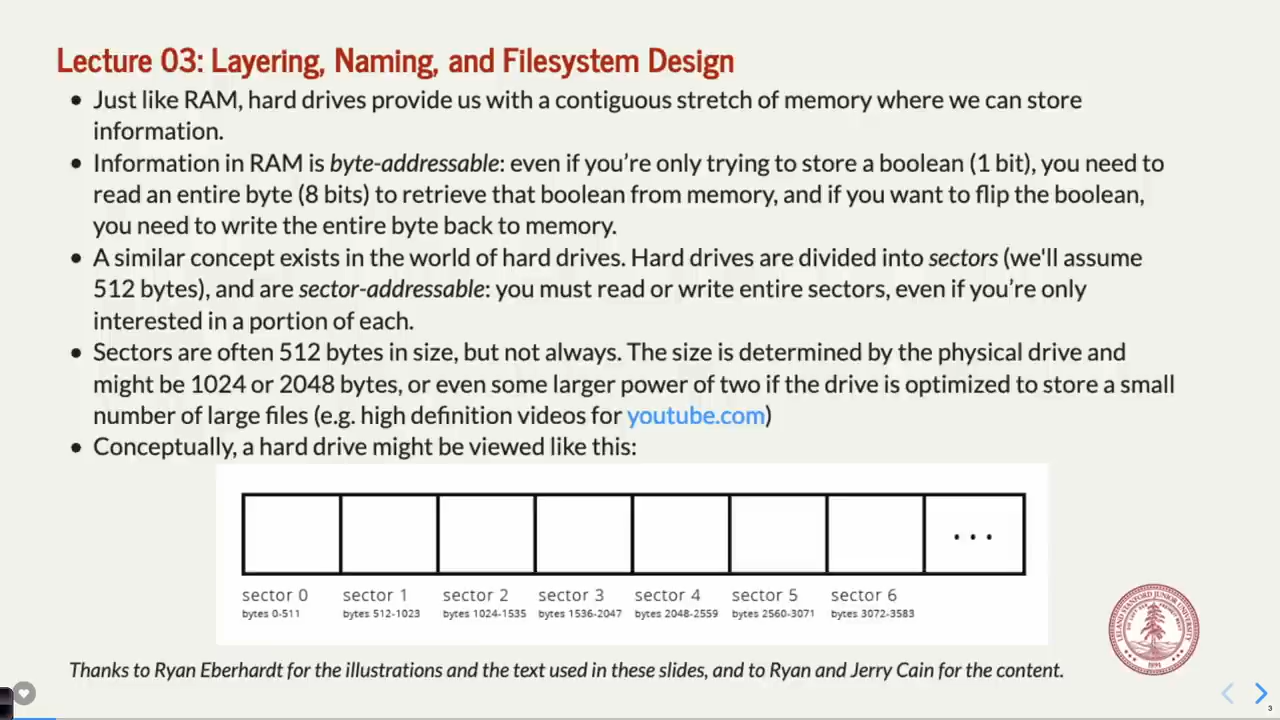 Lecture 03: Layering, Naming, and Filesystem Design
• Just like RAM, hard drives provide us with a contiguous stretch of memory where we can store
information.
• Information in RAM is byte-addressable: even if you’re only trying to store a boolean (1 bit), you need to
read an entire byte (8 bits) to retrieve that boolean from memory, and if you want to flip the boolean,
you need to write the entire byte back to memory.
• A similar concept exists in the world of hard drives. Hard drives are divided into sectors (we'll assume
512 bytes), and are sector-addressable: you must read or write entire sectors, even if you’re only
interested in a portion of each.
• Sectors are often 512 bytes in size, but not always. The size is determined by the physical drive and
might be 1024 or 2048 bytes, or even some larger power of two if the drive is optimized to store a small
number of large files (e.g. high definition videos for youtube.com)
• Conceptually, a hard drive might be viewed like this:
...
sector 0 sector 1 sector 2 sector 3 sector 4 sector 5 sector 6
bytes 0-511 bytes 512-1023 bytes 1024-1535 bytes 1536-2047 bytes 2048-2559 bytes 2560-3071 bytes 3072-3583
LELAND STANFORD JUNIOR UNIVERSITY
1891
Thanks to Ryan Eberhardt for the illustrations and the text used in these slides, and to Ryan and Jerry Cain for the content.
3